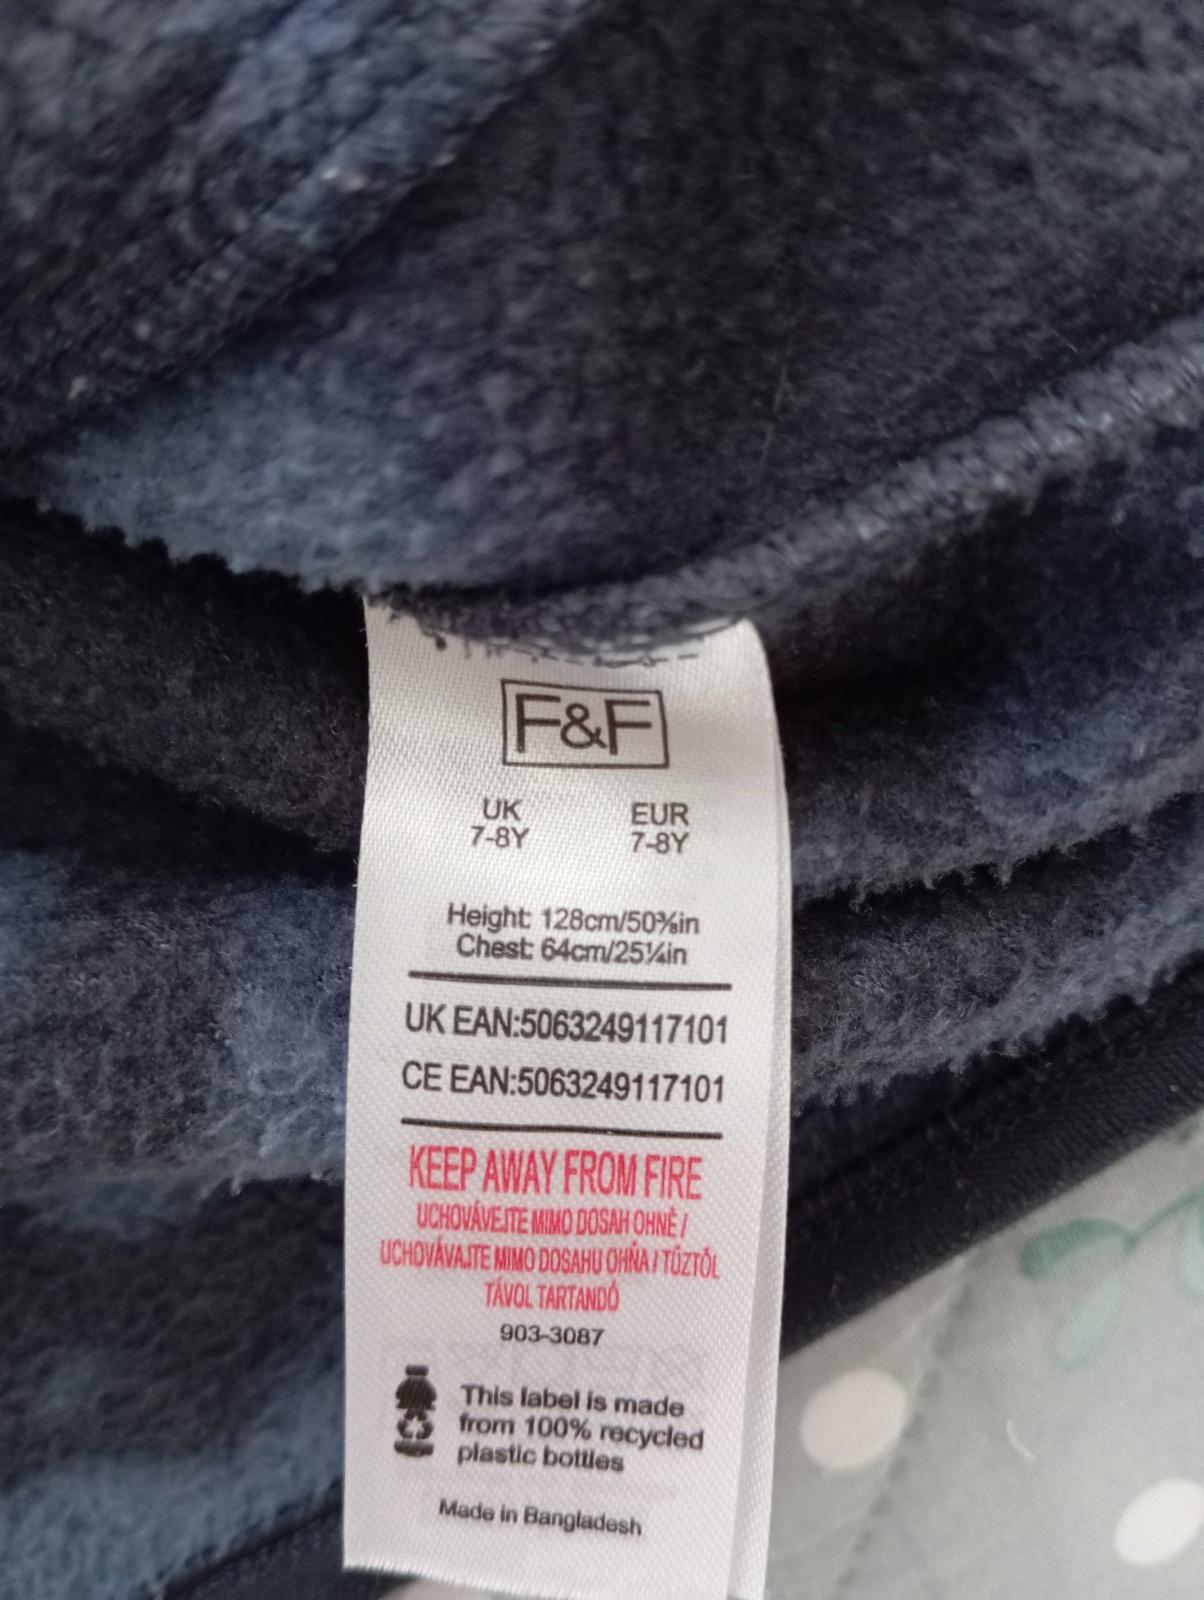 F&F
UK EUR
7-8Y 7-8Y
Height: 128cm/50⅜in
Chest: 64cm/25¼in
UK EAN:5063249117101
CE EAN:5063249117101
KEEP AWAY FROM FIRE
UCHOVÁVEJTE MIMO DOSAH OHNĚ /
UCHOVÁVAJTE MIMO DOSAHU OHŇA / TŰZTŐL
TÁVOL TARTANDÓ
903-3087
This label is made
from 100% recycled
plastic bottles
Made in Bangladesh